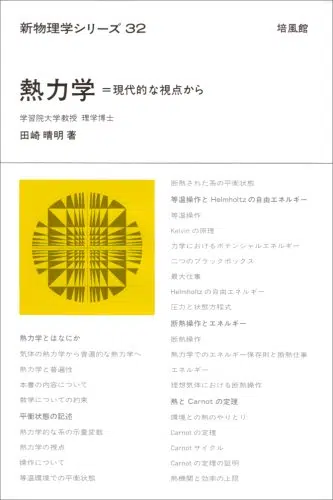 新物理学シリーズ 32
培風館
熱力学＝現代的な視点から
学習院大学教授 理学博士
田崎 晴明 著
熱力学とはなにか
気体の熱力学から普遍的な熱力学へ
熱力学と普遍性
本書の内容について
数学についての約束
平衡状態の記述
熱力学的な系の示量変数
熱力学の視点
操作について
等温環境での平衡状態
断熱された系の平衡状態
等温操作と Helmholtz の自由エネルギー
等温操作
Kelvin の原理
力学におけるポテンシャルエネルギー
二つのブラックボックス
最大仕事
Helmholtz の自由エネルギー
圧力と状態方程式
断熱操作とエネルギー
断熱操作
熱力学でのエネルギー保存則と断熱仕事
エネルギー
理想気体における断熱操作
熱と Carnot の定理
環境との熱のやりとり
Carnot の定理
Carnot サイクル
Carnot の定理の証明
熱機関と効率の上限